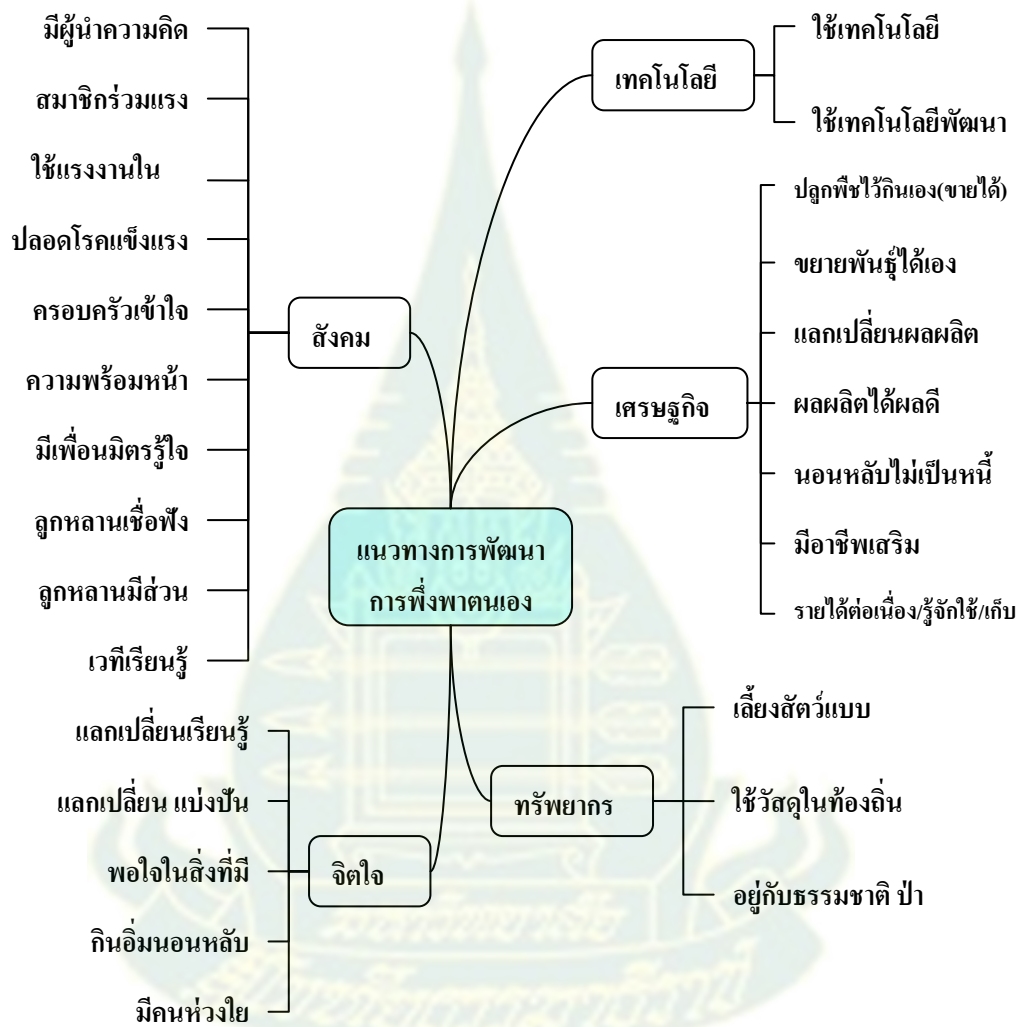 มีผู้นำความคิด
สมาชิกร่วมแรง
ใช้แรงงานใน
ปลอดโรคแข็งแรง
ครอบครัวเข้าใจ
ความพร้อมหน้า
มีเพื่อนมิตรรู้ใจ
ลูกหลานเชื่อฟัง
ลูกหลานมีส่วน
เวทีเรียนรู้
สังคม
เทคโนโลยี
ใช้เทคโนโลยี
ใช้เทคโนโลยีพัฒนา
เศรษฐกิจ
ปลูกพืชไว้กินเอง(ขายได้)
ขยายพันธุ์ได้เอง
แลกเปลี่ยนผลผลิต
ผลผลิตได้ผลดี
นอนหลับไม่เป็นหนี้
มีอาชีพเสริม
รายได้ต่อเนื่อง/รู้จักใช้/เก็บ
แนวทางการพัฒนา
การพึ่งพาตนเอง
แลกเปลี่ยนเรียนรู้
แลกเปลี่ยน แบ่งปัน
พอใจในสิ่งที่มี
กินอิ่มนอนหลับ
มีคนห่วงใย
จิตใจ
ทรัพยากร
เลี้ยงสัตว์แบบ
ใช้วัสดุในท้องถิ่น
อยู่กับธรรมชาติ ป่า